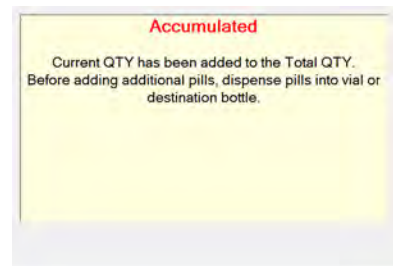 Accumulated
Current QTY has been added to the Total QTY.
Before adding additional pills, dispense pills into vial or
destination bottle.